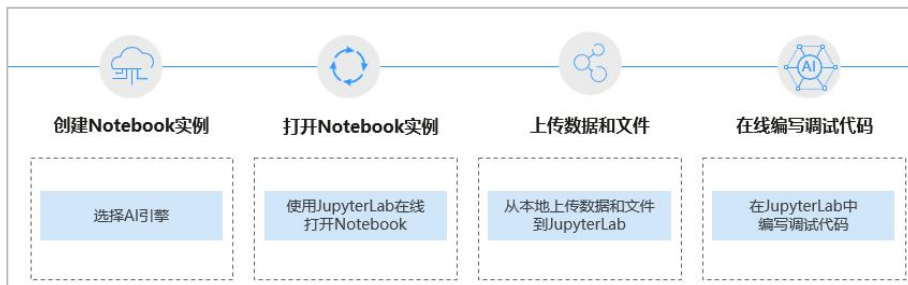 AI
创建Notebook实例
打开Notebook实例
上传数据和文件
在线编写调试代码
选择AI引擎
使用JupyterLab在线
打开Notebook
从本地上传数据和文件
到JupyterLab
在JupyterLab中
编写调试代码